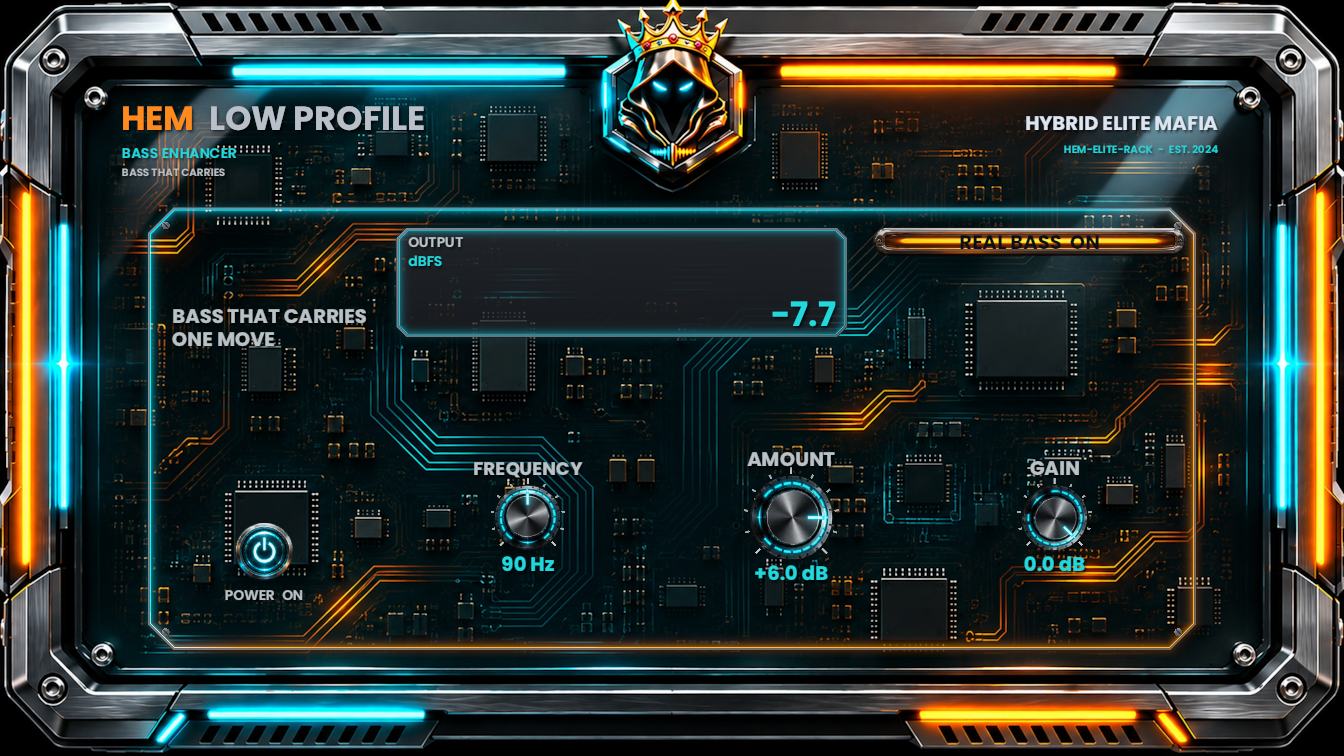 HEM LOW PROFILE
BASS ENHANCER
BASS THAT CARRIES
HYBRID ELITE MAFIA
HEM-ELITE-RACK - EST. 2024
OUTPUT
dBFS
-7.7
REAL BASS ON
BASS THAT CARRIES
ONE MOVE
FREQUENCY
90 Hz
AMOUNT
+6.0 dB
GAIN
0.0 dB
POWER ON